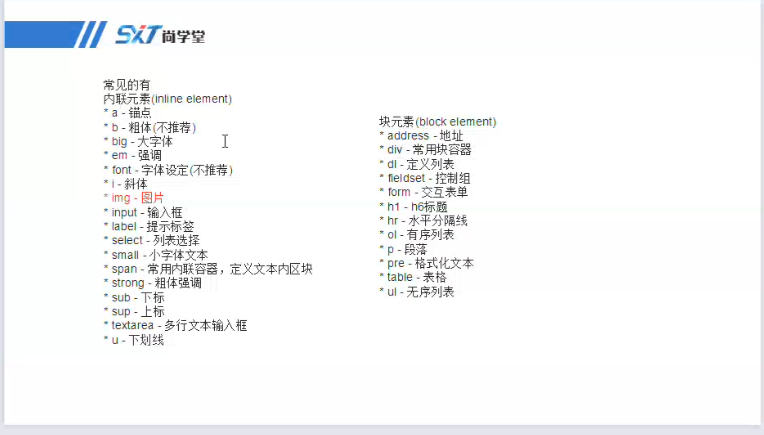 SXT尚学堂
常见的有
内联元素(inline element)
* a - 锚点
* b - 粗体(不推荐)
* big - 大字体
* em - 强调
* font - 字体设定(不推荐)
* i - 斜体
* img - 图片
* input - 输入框
* label - 提示标签
* select - 列表选择
* small - 小字体文本
* span - 常用内联容器，定义文本内区块
* strong - 粗体强调
* sub - 下标
* sup - 上标
* textarea - 多行文本输入框
* u - 下划线
块元素(block element)
* address - 地址
* div - 常用块容器
* dl - 定义列表
* fieldset - 控制组
* form - 交互表单
* h1 - h6标题
* hr - 水平分隔线
* ol - 有序列表
* p - 段落
* pre - 格式化文本
* table - 表格
* ul - 无序列表